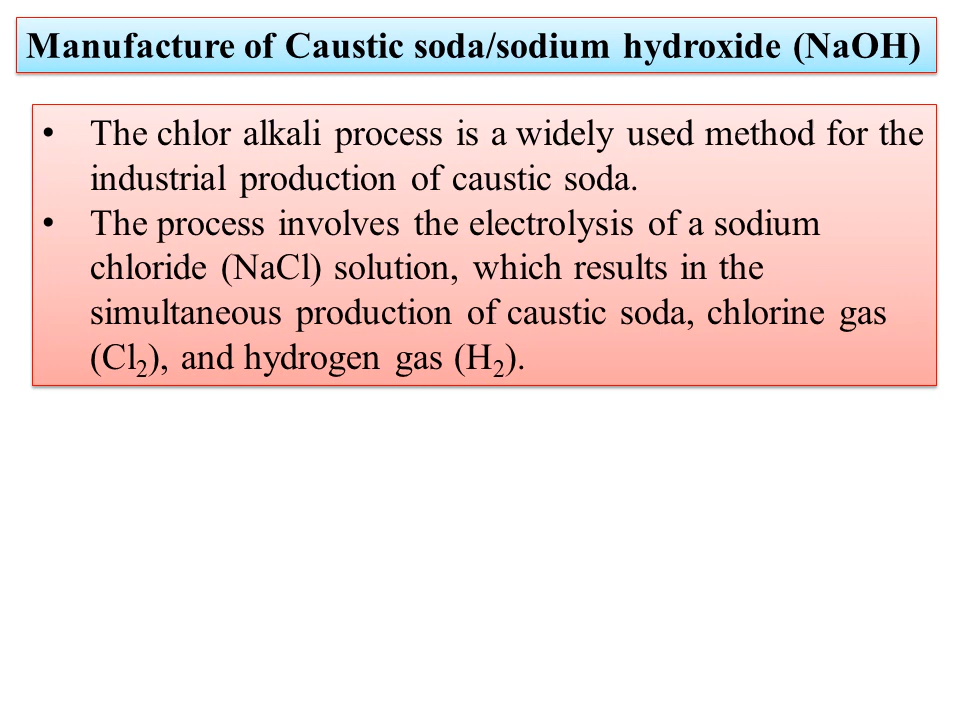 Manufacture of Caustic soda/sodium hydroxide (NaOH)
• The chlor alkali process is a widely used method for the
industrial production of caustic soda.
• The process involves the electrolysis of a sodium
chloride (NaCl) solution, which results in the
simultaneous production of caustic soda, chlorine gas
(Cl₂), and hydrogen gas (H₂).